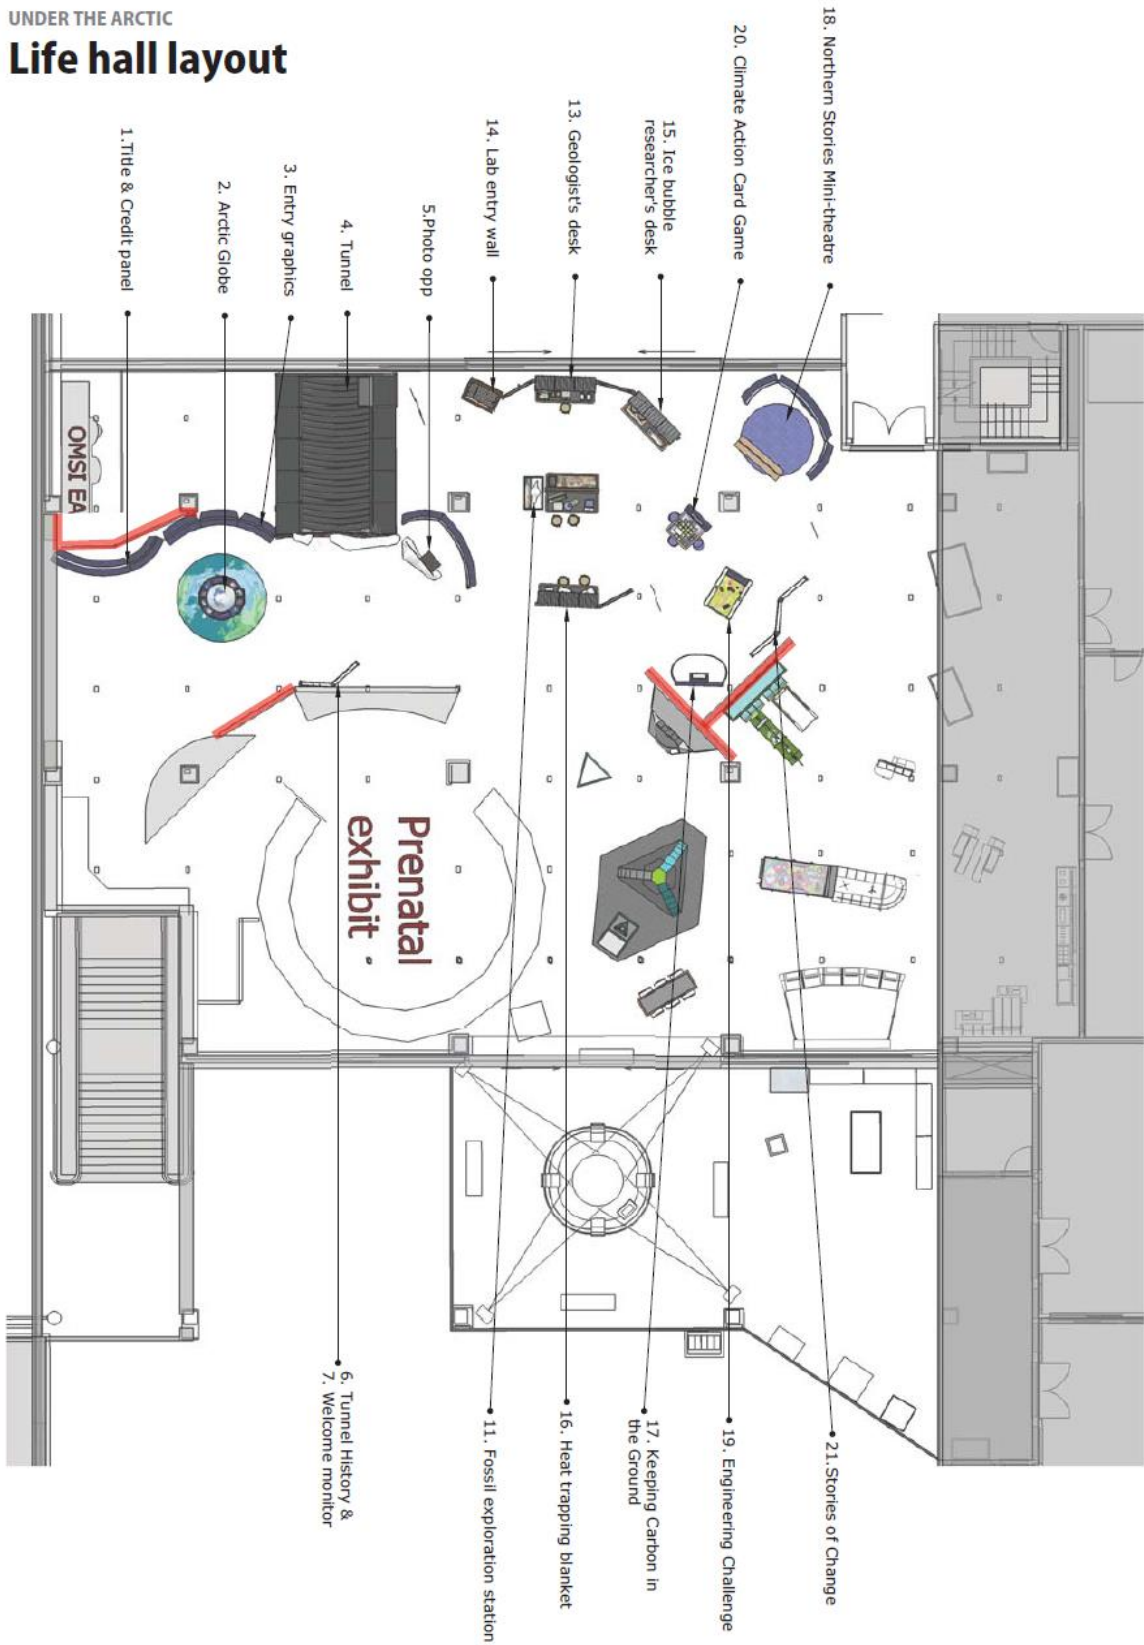 UNDER THE ARCTIC
Life hall layout
1.Title & Credit panel
2. Arctic Globe
3. Entry graphics
4. Tunnel
5.Photo opp
14. Lab entry wall
13. Geologist's desk
15. Ice bubble
researcher's desk
20. Climate Action Card Game
18. Northern Stories Mini-theatre
OMSI EA
Prenatal
exhibit
6. Tunnel History &
7. Welcome monitor
11. Fossil exploration station
16. Heat trapping blanket
17. Keeping Carbon in
the Ground
19. Engineering Challenge
21.Stories of Change